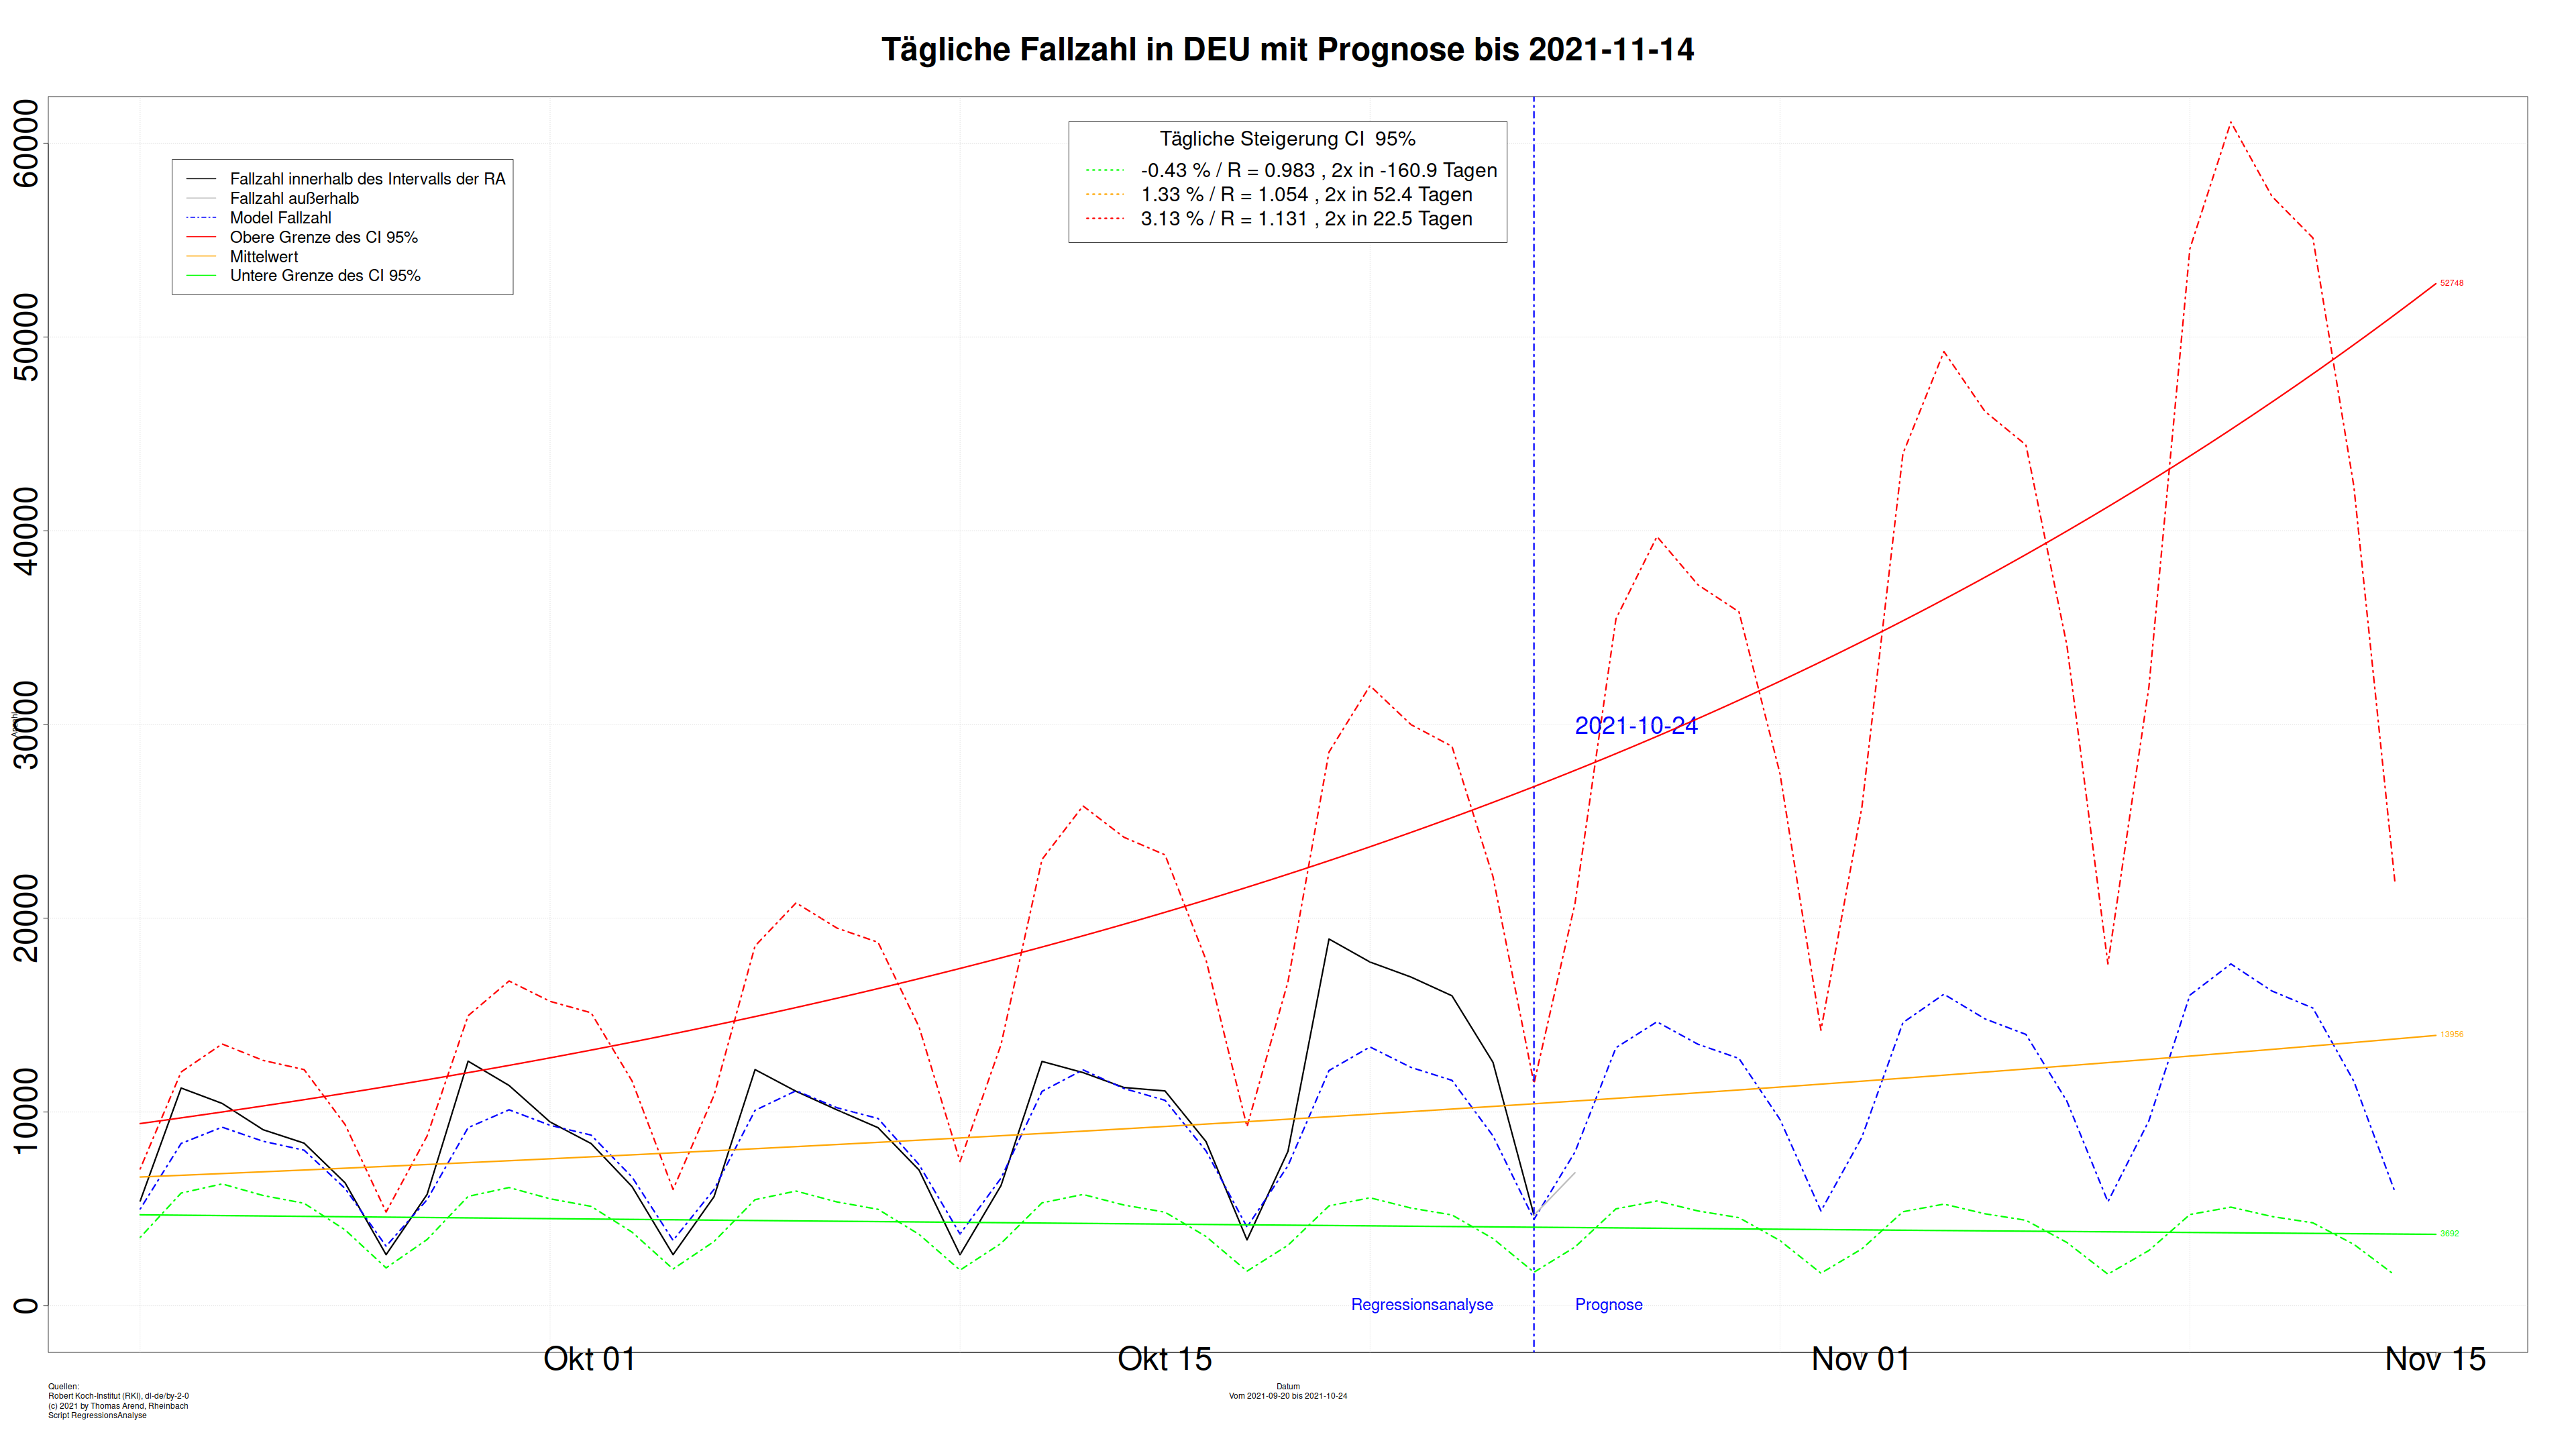 Tägliche Fallzahl in DEU mit Prognose bis 2021-11-14
60000
50000
40000
30000
20000
10000
0
Anzahl
Fallzahl innerhalb des Intervalls der RA
Fallzahl außerhalb
Model Fallzahl
Obere Grenze des CI 95%
Mittelwert
Untere Grenze des CI 95%
Tägliche Steigerung CI 95%
-0.43 % / R = 0.983 , 2x in -160.9 Tagen
1.33 % / R = 1.054 , 2x in 52.4 Tagen
3.13 % / R = 1.131 , 2x in 22.5 Tagen
52748
2021-10-24
13956
3692
Regressionsanalyse
Prognose
Okt 01
Okt 15
Nov 01
Nov 15
Datum
Vom 2021-09-20 bis 2021-10-24
Quellen:
Robert Koch-Institut (RKI), dl-de/by-2-0
(c) 2021 by Thomas Arend, Rheinbach
Script RegressionsAnalyse